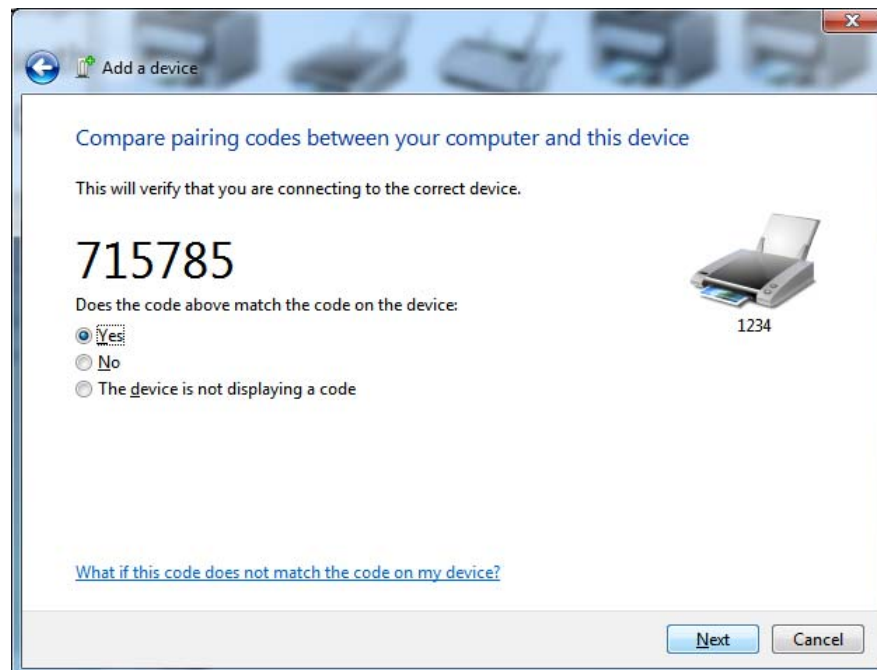 Add a device
Compare pairing codes between your computer and this device
This will verify that you are connecting to the correct device.
715785
Does the code above match the code on the device:
Yes
No
The device is not displaying a code
1234
What if this code does not match the code on my device?
Next
Cancel